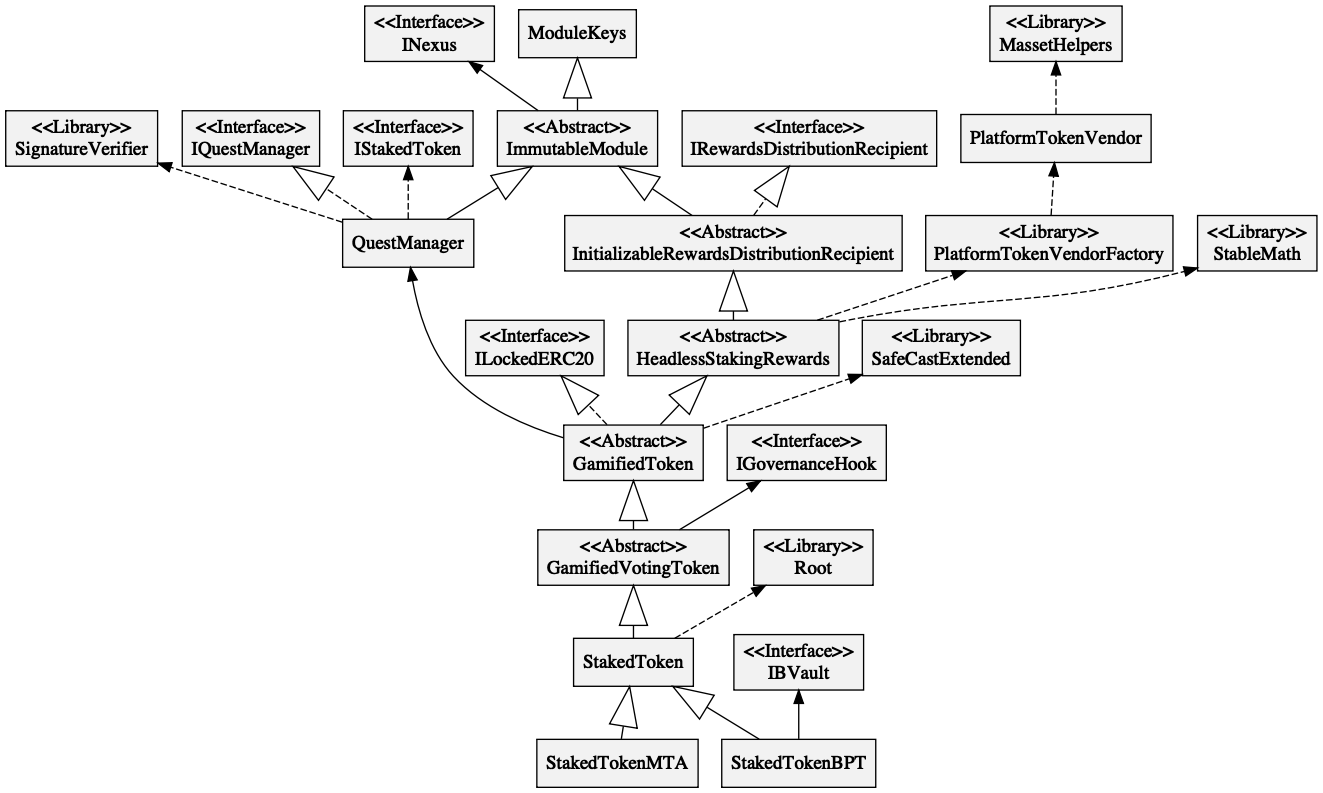 <<Interface>>
INexus
ModuleKeys
<<Library>>
MassetHelpers
<<Library>>
SignatureVerifier
<<Interface>>
IQuestManager
<<Interface>>
IStakedToken
<<Abstract>>
ImmutableModule
<<Interface>>
IRewardsDistributionRecipient
PlatformTokenVendor
QuestManager
<<Abstract>>
InitializableRewardsDistributionRecipient
<<Library>>
PlatformTokenVendorFactory
<<Library>>
StableMath
<<Interface>>
ILockedERC20
<<Abstract>>
HeadlessStakingRewards
<<Library>>
SafeCastExtended
<<Abstract>>
GamifiedToken
<<Interface>>
IGovernanceHook
<<Abstract>>
GamifiedVotingToken
<<Library>>
Root
StakedToken
<<Interface>>
IBVault
StakedTokenMTA
StakedTokenBPT